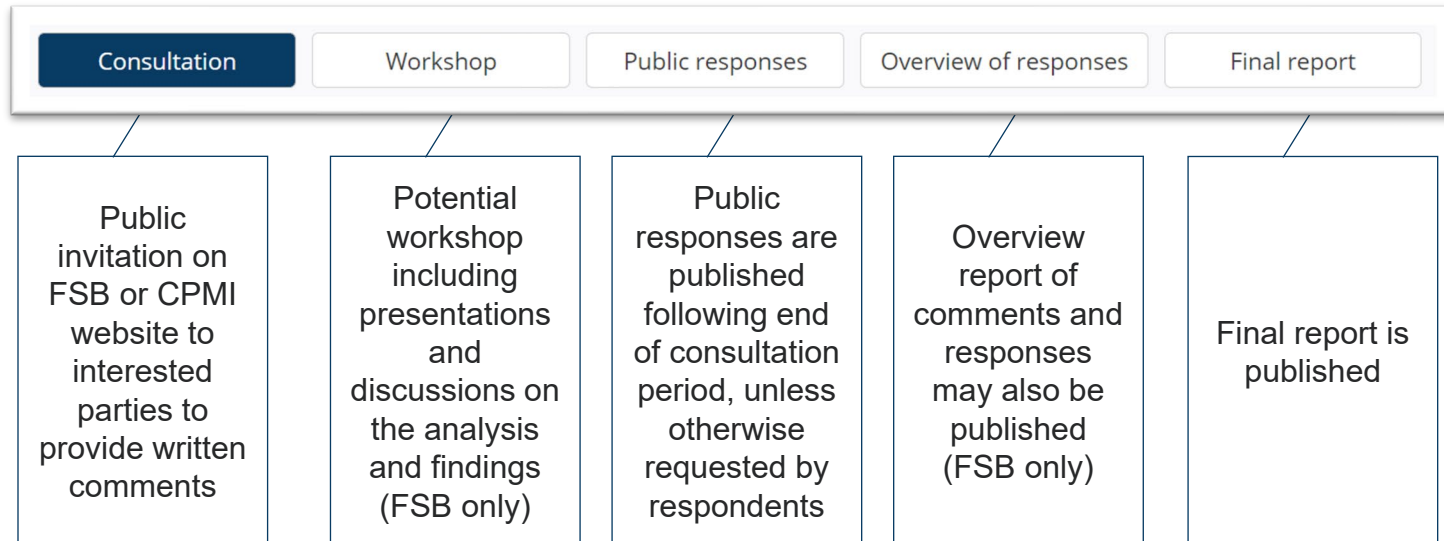 Consultation
Workshop
Public responses
Overview of responses
Final report
Public
invitation on
FSB or CPMI
website to
interested
parties to
provide written
comments
Potential
workshop
including
presentations
and
discussions on
the analysis
and findings
(FSB only)
Public
responses are
published
following end
of consultation
period, unless
otherwise
requested by
respondents
Overview
report of
comments and
responses
may also be
published
(FSB only)
Final report is
published